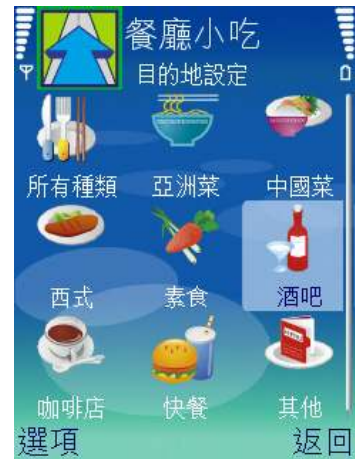 餐廳小吃
目的地設定
所有種類 亞洲菜 中國菜
西式 素食 酒吧
咖啡店 快餐 其他
選項 返回